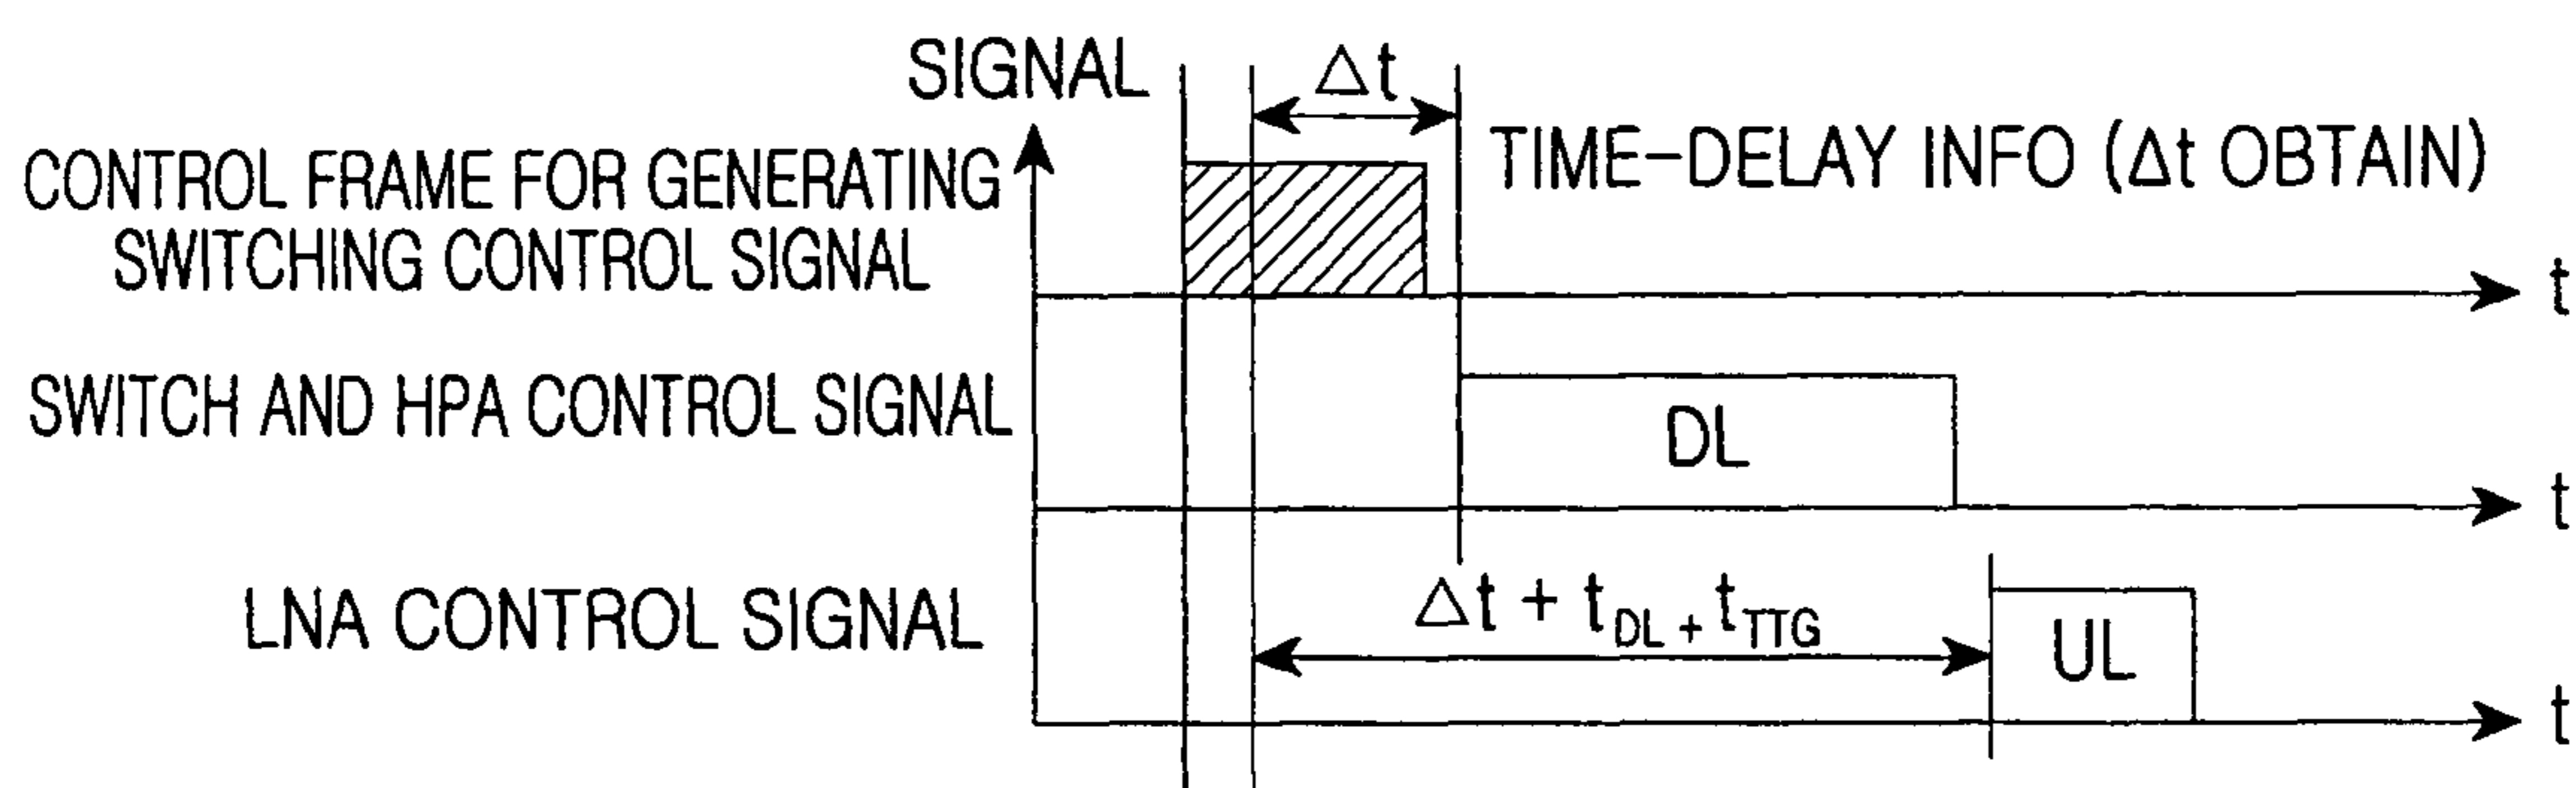 SIGNAL
Δt
CONTROL FRAME FOR GENERATING
SWITCHING CONTROL SIGNAL
TIME-DELAY INFO (Δt OBTAIN)
t
SWITCH AND HPA CONTROL SIGNAL
DL
t
LNA CONTROL SIGNAL
Δt + tDL + tTTG
UL
t